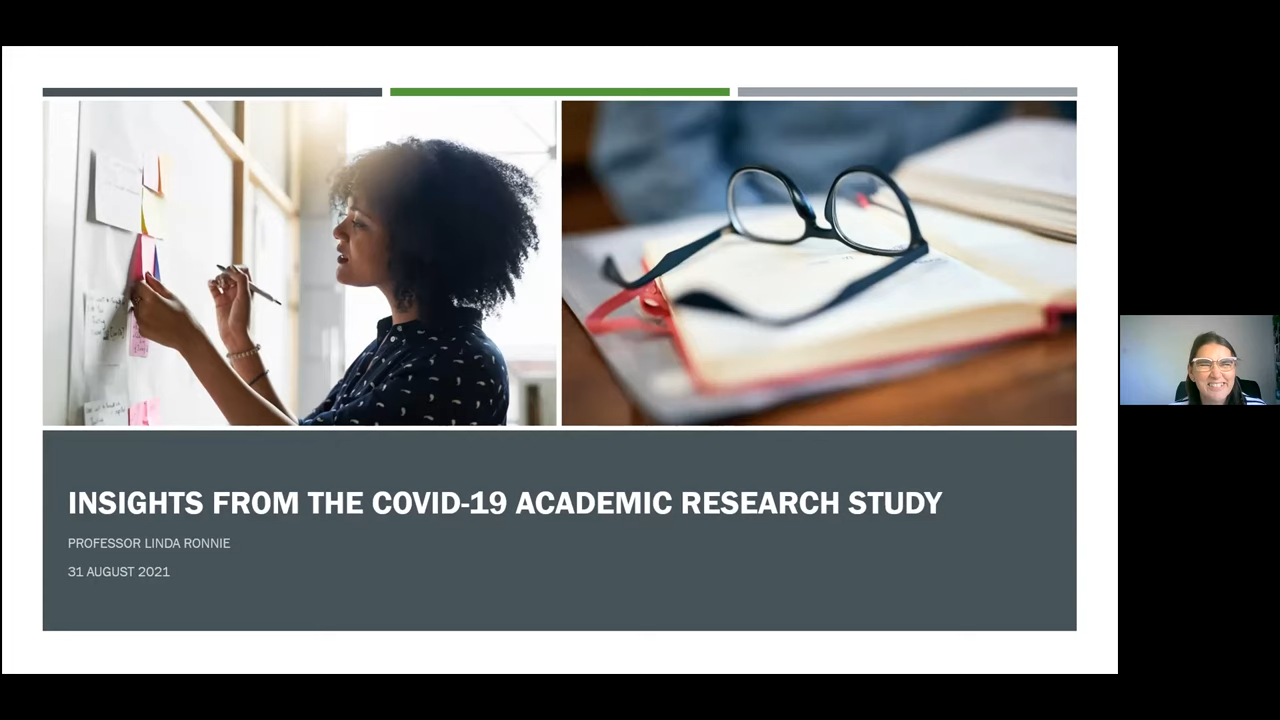 INSIGHTS FROM THE COVID-19 ACADEMIC RESEARCH STUDY
PROFESSOR LINDA RONNIE
31 AUGUST 2021